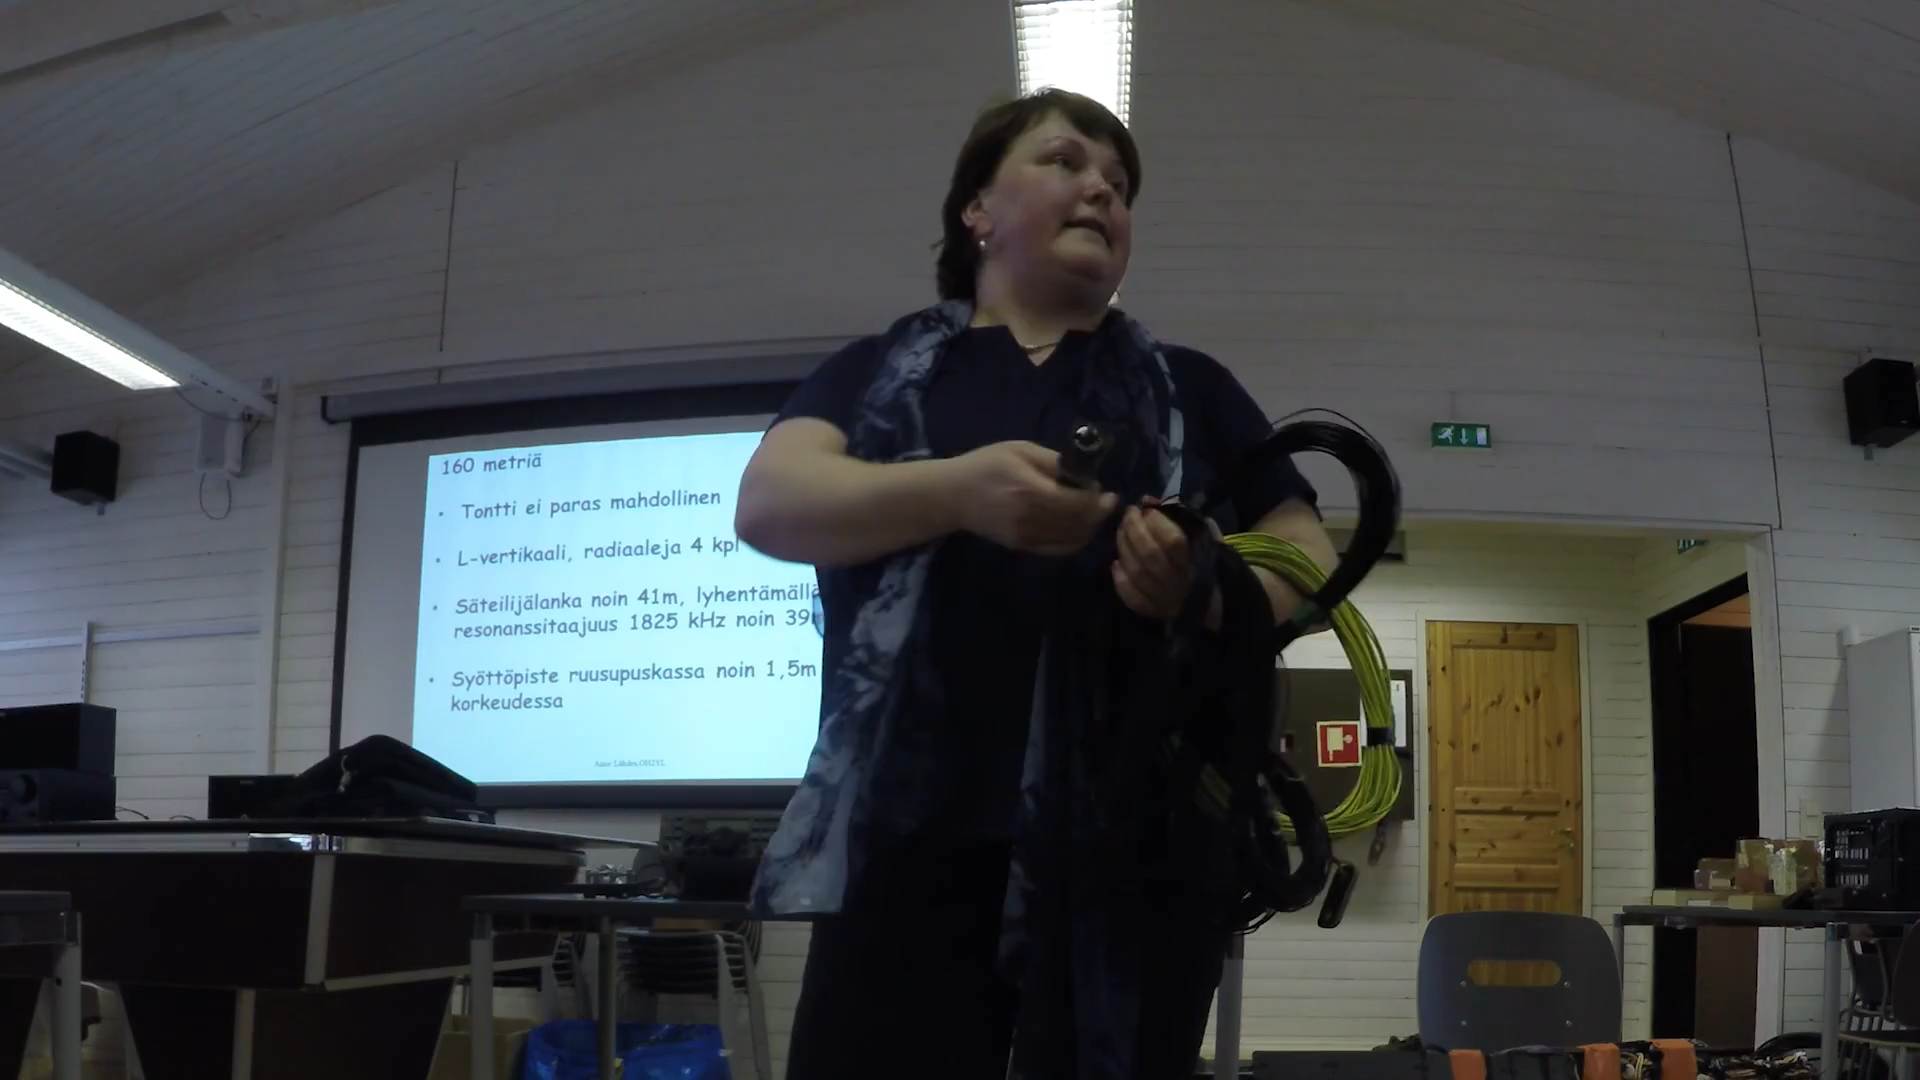 160 metriä
• Tontti ei paras mahdollinen
• L-vertikaali, radiaaleja 4 kpl
• Säteilijälanka noin 41m, lyhentämällä
resonanssitaajuus 1825 kHz noin 39
• Syöttöpiste ruusupuskassa noin 1,5m
korkeudessa